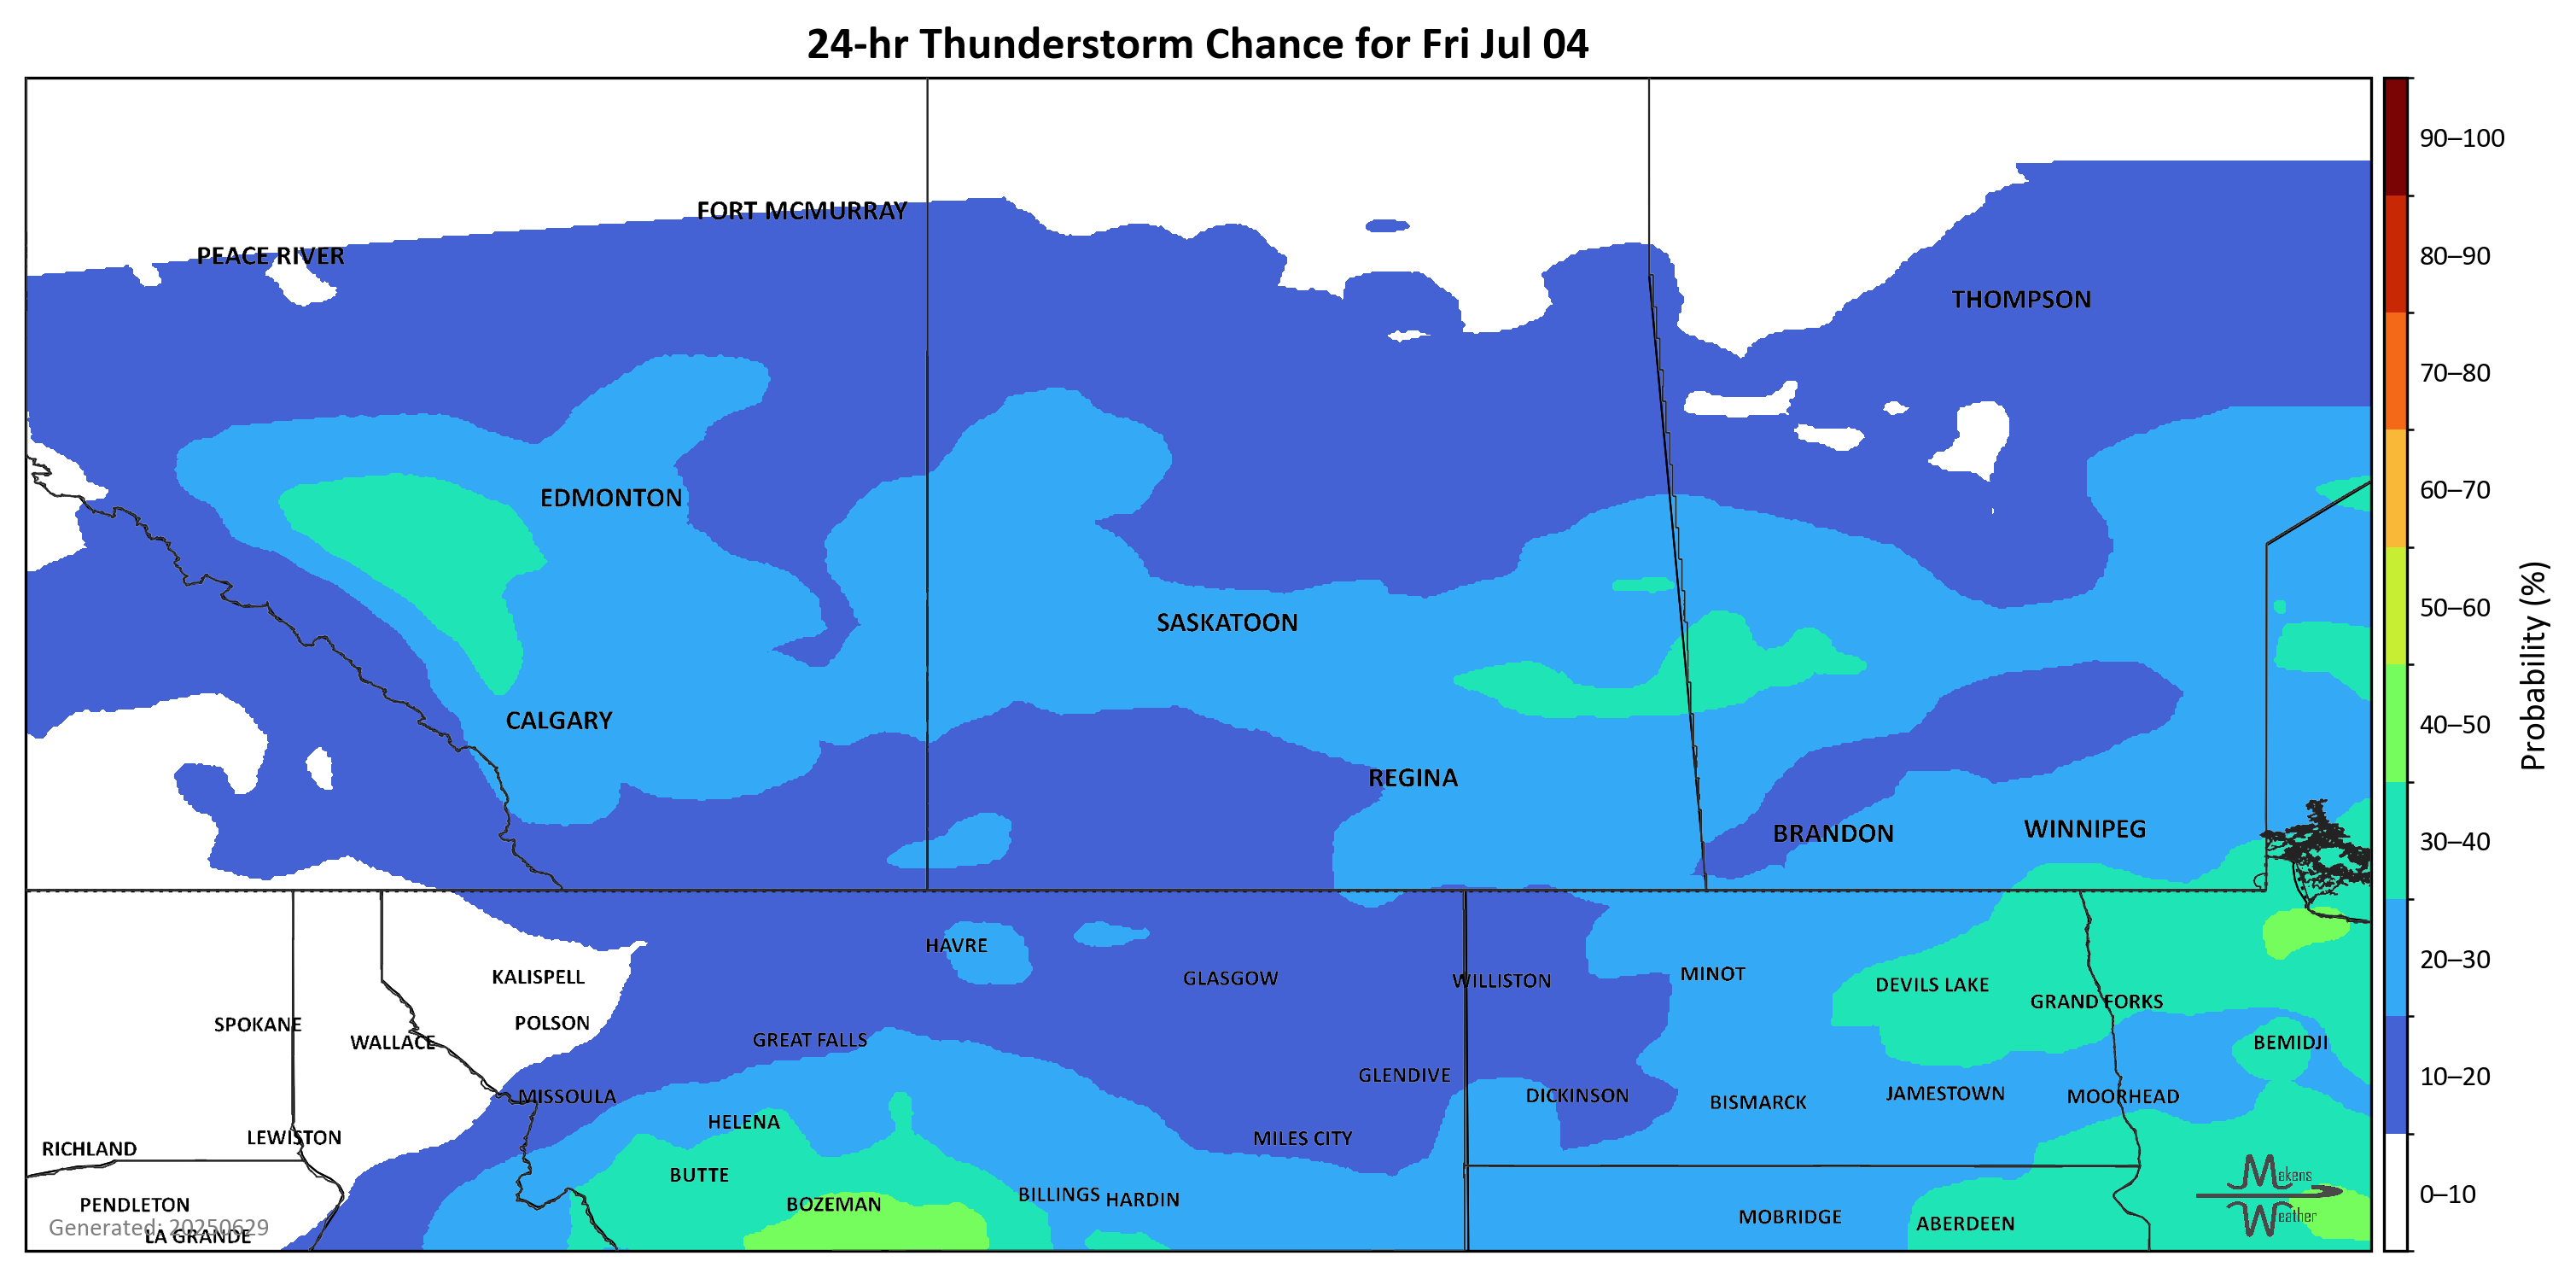 24-hr Thunderstorm Chance for Fri Jul 04
FORT MCMURRAY
PEACE RIVER
THOMPSON
EDMONTON
SASKATOON
CALGARY
REGINA
BRANDON
WINNIPEG
HAVRE
KALISPELL
GLASGOW
WILLISTON
MINOT
DEVILS LAKE
GRAND FORKS
SPOKANE
POLSON
WALLACE
GREAT FALLS
BEMIDJI
GLENDIVE
MISSOULA
DICKINSON
BISMARCK
JAMESTOWN
MOORHEAD
HELENA
LEWISTON
MILES CITY
RICHLAND
BUTTE
BILLINGS
HARDIN
PENDLETON
BOZEMAN
MOBRIDGE
ABERDEEN
Generated: 20250629
LA GRANDE
Makens
Weather
90–100
80–90
70–80
60–70
50–60
40–50
30–40
20–30
10–20
0–10
Probability (%)